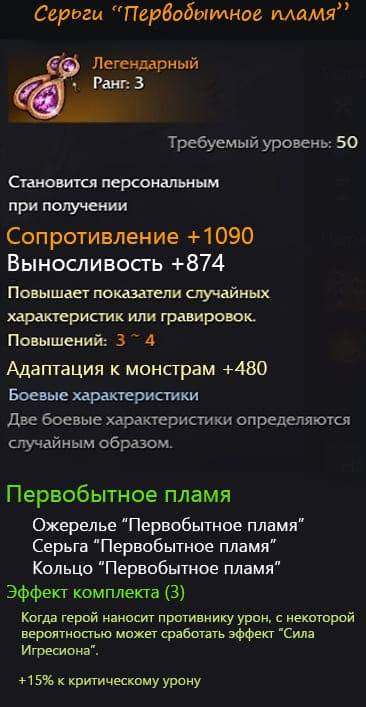 Серьги “Первобытное пламя”
Легендарный
Ранг: 3
Требуемый уровень: 50
Становится персональным
при получении
Сопротивление +1090
Выносливость +874
Повышает показатели случайных
характеристик или гравировок.
Повышений: 3 ~ 4
Адаптация к монстрам +480
Боевые характеристики
Две боевые характеристики определяются
случайным образом.
Первобытное пламя
Ожерелье “Первобытное пламя”
Серьга “Первобытное пламя”
Кольцо “Первобытное пламя”
Эффект комплекта (3)
Когда герой наносит противнику урон, с некоторой
вероятностью может сработать эффект “Сила
Игресиона”.
+15% к критическому урону